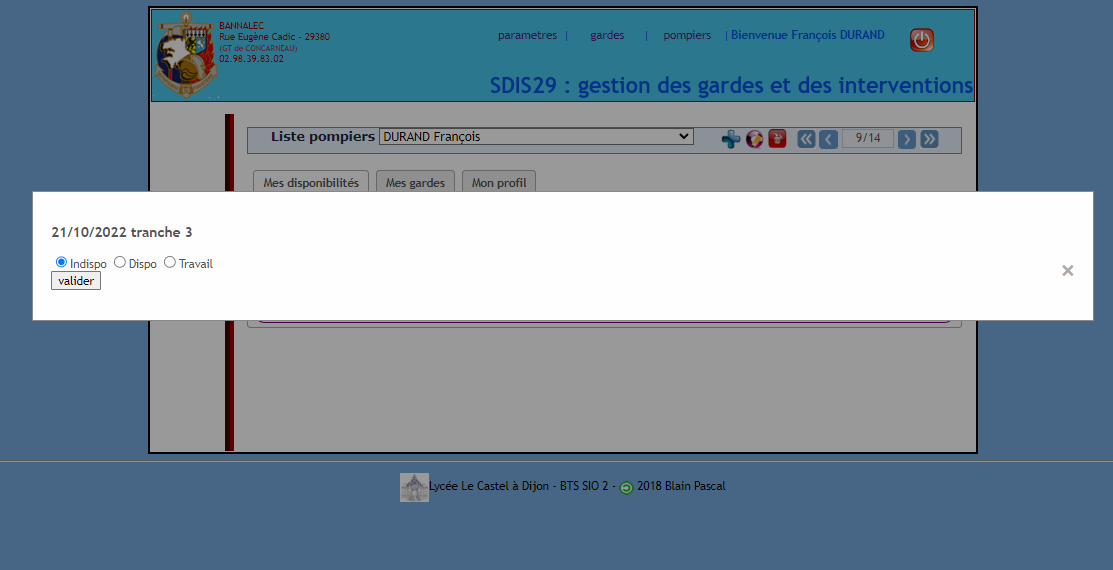 BANNALEC
Rue Eugène Cadic - 29380
(GT de CONCARNEAU)
02.98.39.83.02
parametres | gardes | pompiers | Bienvenue François DURAND
SDIS29 : gestion des gardes et des interventions
Liste pompiers DURAND François 9/14
Mes disponibilités Mes gardes Mon profil
21/10/2022 tranche 3
Indispo Dispo Travail
valider
Lycée Le Castel à Dijon - BTS SIO 2 - 2018 Blain Pascal